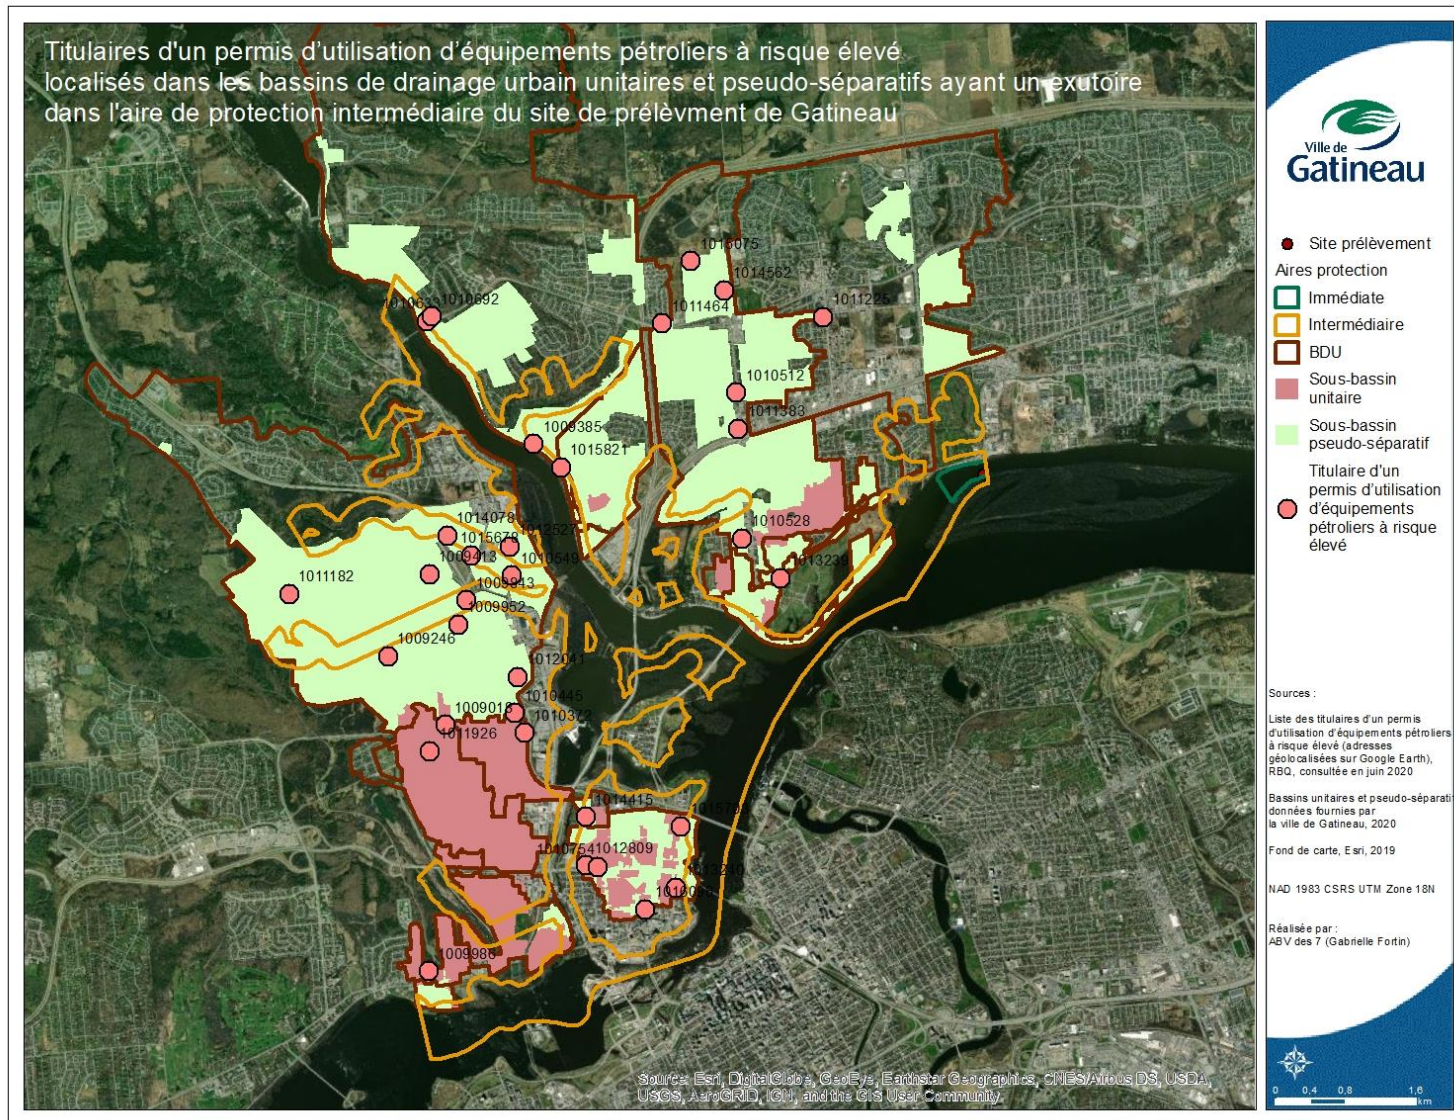 Titulaires d'un permis d'utilisation d'équipements pétroliers à risque élevé
localisés dans les bassins de drainage urbain unitaires et pseudo-séparatifs ayant un exutoire
dans l'aire de protection intermédiaire du site de prélèvment de Gatineau
1015075
1014562
1010692
1011464
1011225
1010512
1011383
1009385
1015821
1014078
1012527
1015678
1010528
1009413
1010549
1013239
1011182
1009343
1009952
1009246
1012041
1010445
1009018
1010372
1011926
1014415
1010754
1012809
1013240
1009986
Source: Esri, DigitalGlobe, GeoEye, Earthstar Geographics, CNES/Airbus DS, USDA,
USGS, AeroGRID, IGN, and the GIS User Community
Ville de
Gatineau
Site prélèvement
Aires protection
Immédiate
Intermédiaire
BDU
Sous-bassin
unitaire
Sous-bassin
pseudo-séparatif
Titulaire d'un
permis d'utilisation
d'équipements
pétroliers à risque
élevé
Sources :
Liste des titulaires d'un permis
d'utilisation d'équipements pétroliers
à risque élevé (adresses
géolocalisées sur Google Earth),
RBQ, consultée en juin 2020
Bassins unitaires et pseudo-séparatif
données fournies par
la ville de Gatineau, 2020
Fond de carte, Esri, 2019
NAD 1983 CSRS UTM Zone 18N
Réalisée par :
ABV des 7 (Gabrielle Fortin)
0 0,4 0,8 1,6
km